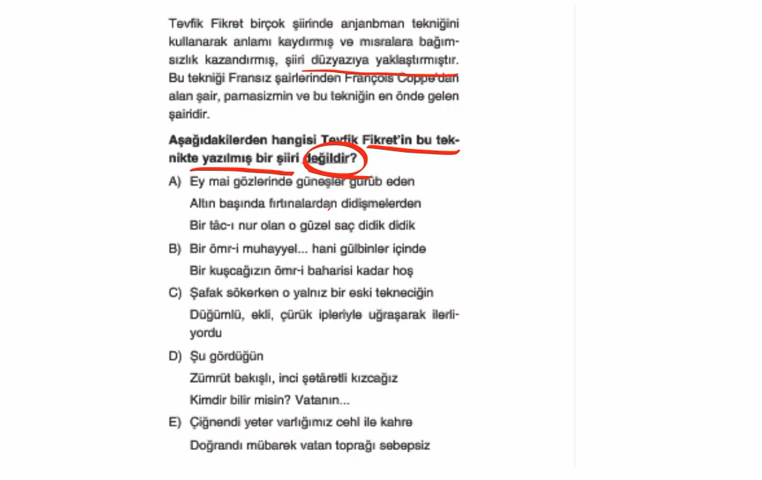 Tevfik Fikret birçok şiirinde anjanbman tekniğini
kullanarak anlamı kaydırmış ve mısralara bağım-
sızlık kazandırmış, şiiri düzyazıya yaklaştırmıştır.
Bu tekniği Fransız şairlerinden François Coppe'dan
alan şair, parnasizmin ve bu tekniğin en önde gelen
şairidir.
Aşağıdakilerden hangisi Tevfik Fikret'in bu tek-
nikte yazılmış bir şiiri değildir?
A) Ey mai gözlerinde güneşler gurûb eden
Altın başında fırtınalardan didişmelerden
Bir tâc-ı nur olan o güzel saç didik didik
B) Bir ömr-i muhayyel... hani gülbinler içinde
Bir kuşcağızın ömr-i baharisi kadar hoş
C) Şafak sökerken o yalnız bir eski tekneciğin
Düğümlü, ekli, çürük ipleriyle uğraşarak ilerli-
yordu
D) Şu gördüğün
Zümrüt bakışlı, inci şetâretli kızcağız
Kimdir bilir misin? Vatanın...
E) Çiğnendi yeter varlığımız cehl ile kahre
Doğrandı mübarek vatan toprağı sebepsiz